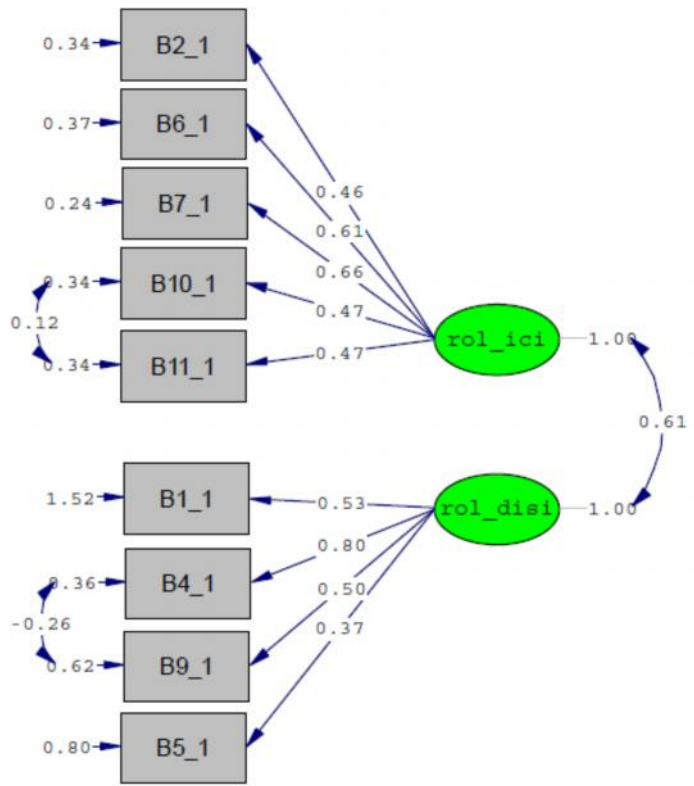 0.34 B2_1
0.37 B6_1
0.24 B7_1
0.34 B10_1
0.12
0.34 B11_1
0.46
0.61
0.66
0.47
0.47
rol_ici 1.00
0.61
1.52 B1_1
0.36 B4_1
-0.26
0.62 B9_1
0.80 B5_1
0.53
0.80
0.50
0.37
rol_disi 1.00